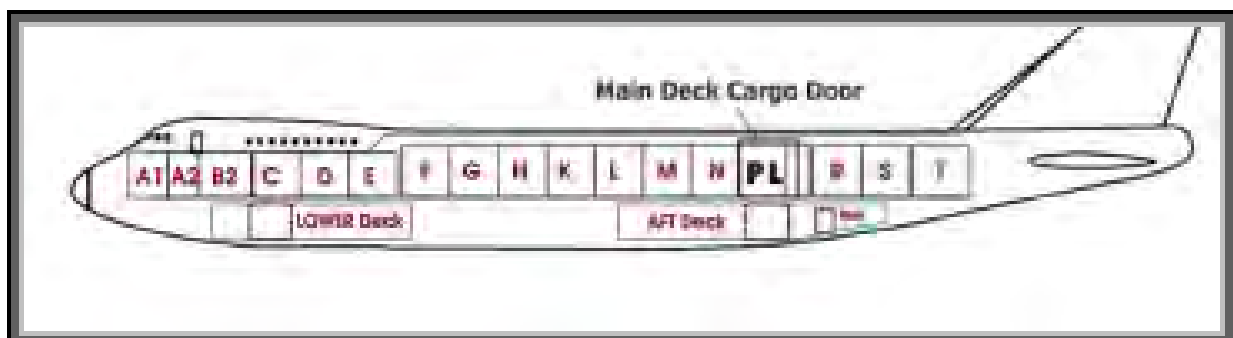 Main Deck Cargo Door
A1 A2 B2 C D E F G H K L M N PL R S T
LOWER Deck AFT Deck